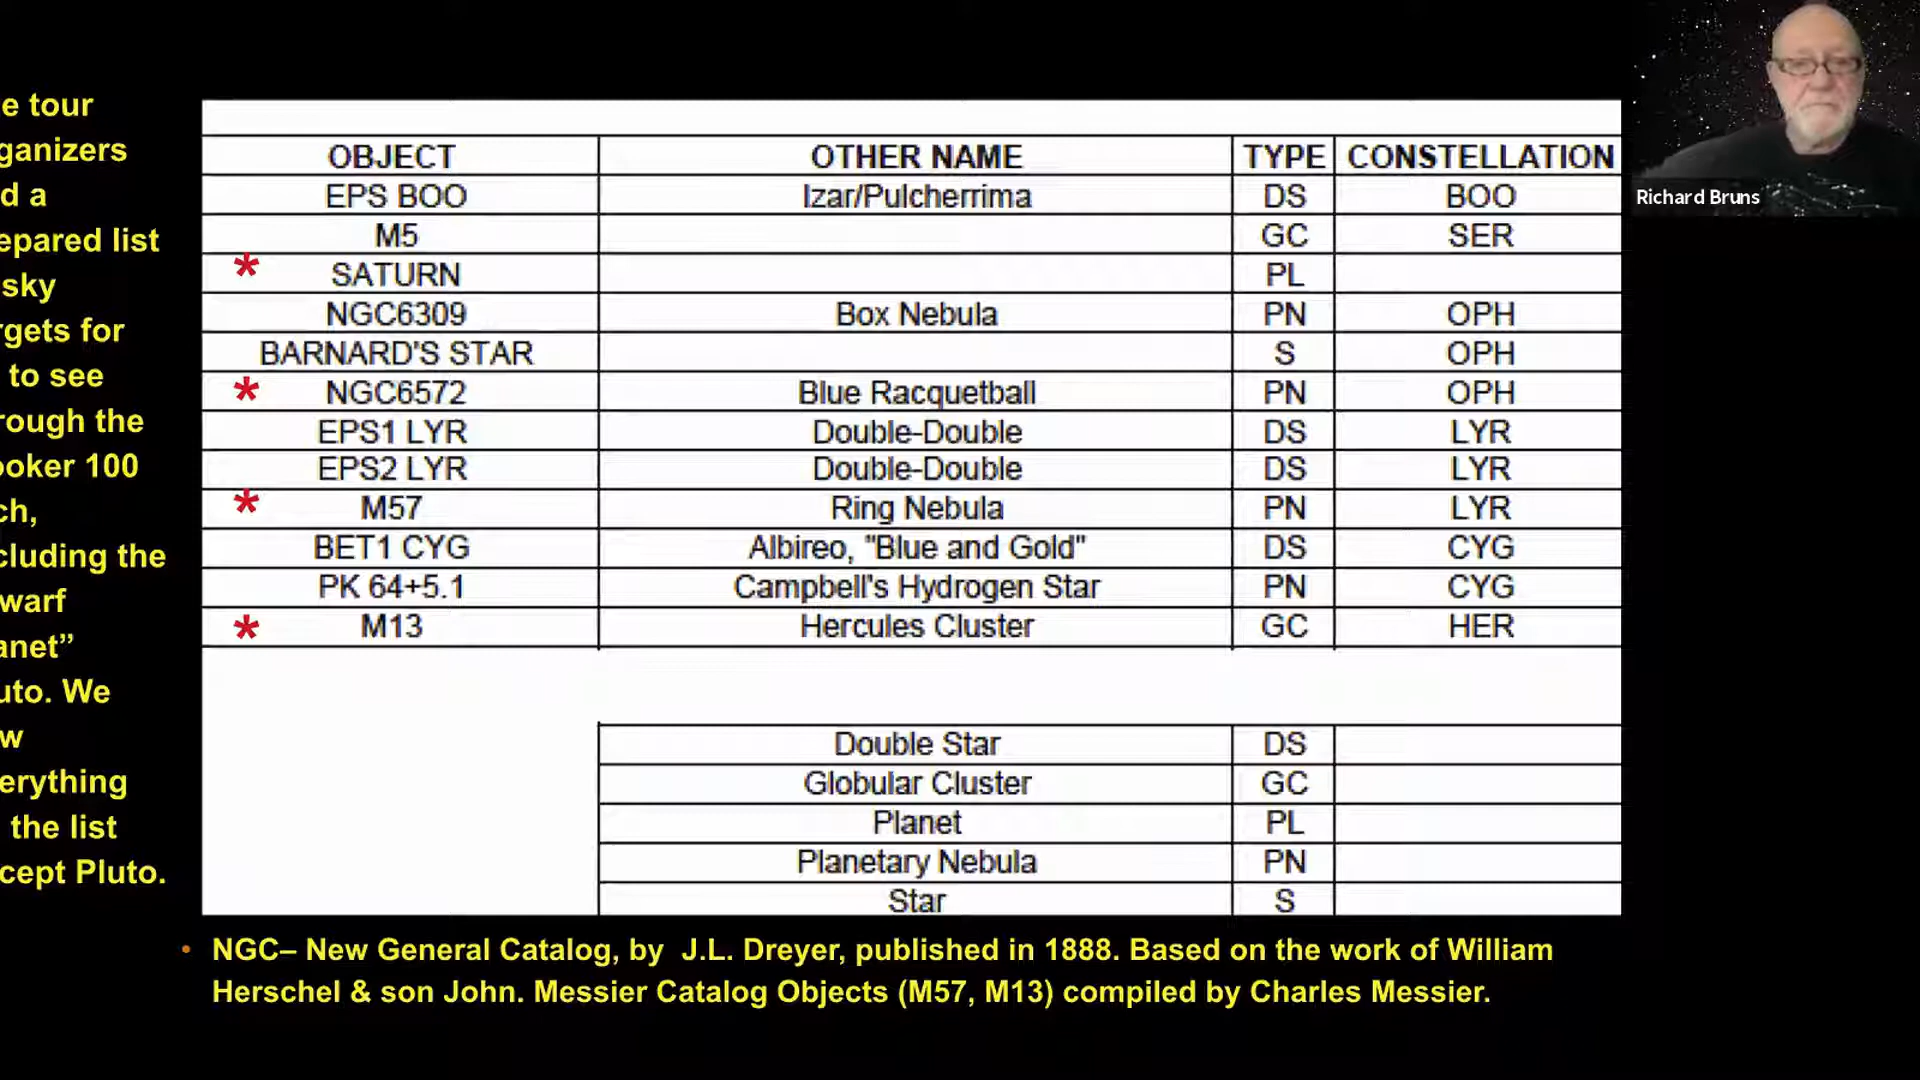 e tour
ganizers
d a
epared list
sky
rgets for
to see
rough the
ooker 100
ch,
cluding the
warf
anet”
uto. We
w
erything
the list
cept Pluto.
OBJECT OTHER NAME TYPE CONSTELLATION
EPS BOO Izar/Pulcherrima DS BOO
M5 GC SER
* SATURN PL
NGC6309 Box Nebula PN OPH
BARNARD'S STAR S OPH
* NGC6572 Blue Racquetball PN OPH
EPS1 LYR Double-Double DS LYR
EPS2 LYR Double-Double DS LYR
* M57 Ring Nebula PN LYR
BET1 CYG Albireo, "Blue and Gold" DS CYG
PK 64+5.1 Campbell's Hydrogen Star PN CYG
* M13 Hercules Cluster GC HER
Double Star DS
Globular Cluster GC
Planet PL
Planetary Nebula PN
Star S
• NGC– New General Catalog, by J.L. Dreyer, published in 1888. Based on the work of William
Herschel & son John. Messier Catalog Objects (M57, M13) compiled by Charles Messier.
Richard Bruns